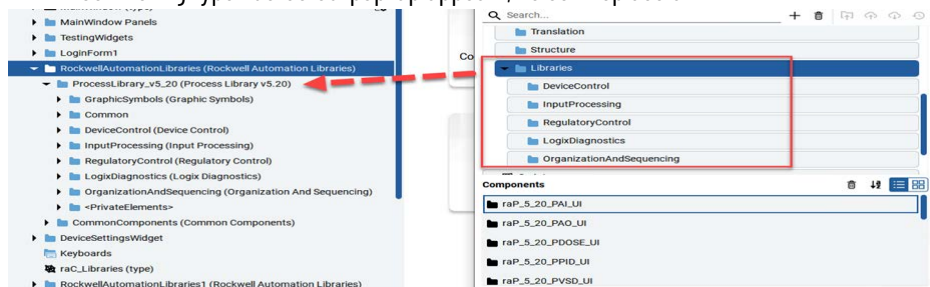 MainWindow Panels
TestingWidgets
LoginForm1
RockwellAutomationLibraries (Rockwell Automation Libraries)
ProcessLibrary_v5_20 (Process Library v5.20)
GraphicSymbols (Graphic Symbols)
Common
DeviceControl (Device Control)
InputProcessing (Input Processing)
RegulatoryControl (Regulatory Control)
LogixDiagnostics (Logix Diagnostics)
OrganizationAndSequencing (Organization And Sequencing)
<PrivateElements>
CommonComponents (Common Components)
DeviceSettingsWidget
Keyboards
raC_Libraries (type)
RockwellAutomationLibraries1 (Rockwell Automation Libraries)
Co
Search...
Translation
Structure
Libraries
DeviceControl
InputProcessing
RegulatoryControl
LogixDiagnostics
OrganizationAndSequencing
Components
raP_5_20_PAI_UI
raP_5_20_PAO_UI
raP_5_20_PDOSE_UI
raP_5_20_PPID_UI
raP_5_20_PVSD_UI